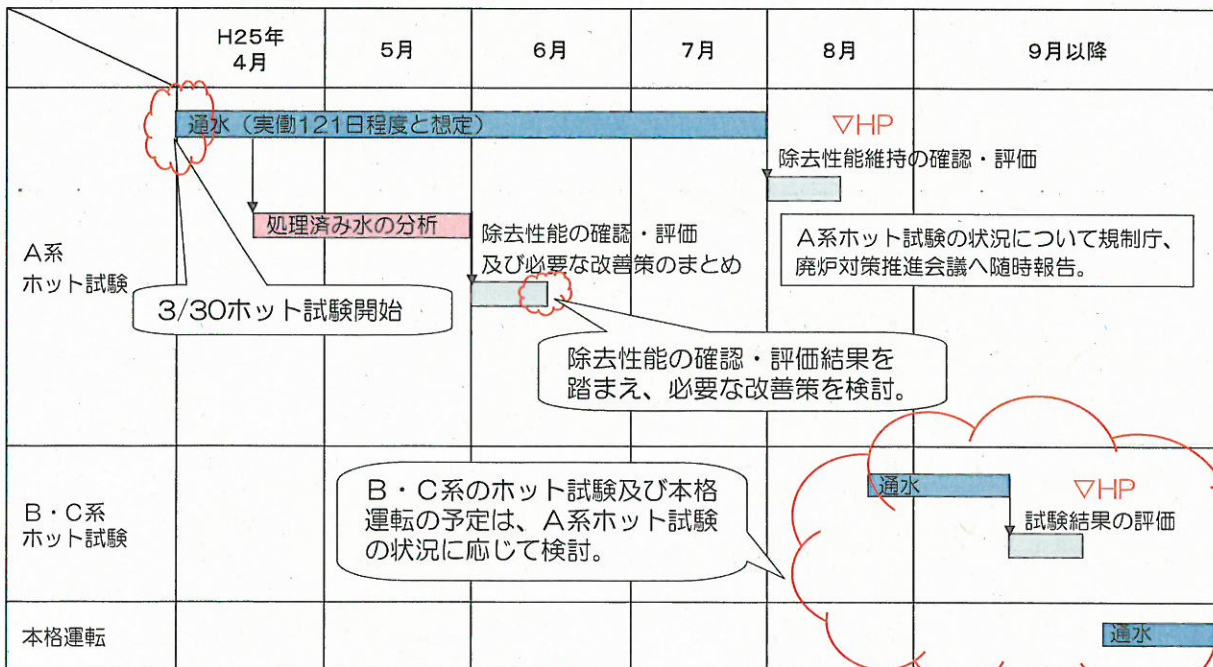 H25年
4月
5月
6月
7月
8月
9月以降
A系
ホット試験
通水（実働121日程度と想定）
▽HP
除去性能維持の確認・評価
処理済み水の分析
除去性能の確認・評価
及び必要な改善策のまとめ
A系ホット試験の状況について規制庁、
廃炉対策推進会議へ随時報告。
3/30ホット試験開始
除去性能の確認・評価結果を
踏まえ、必要な改善策を検討。
B・C系
ホット試験
B・C系のホット試験及び本格
運転の予定は、A系ホット試験
の状況に応じて検討。
通水
▽HP
試験結果の評価
本格運転
通水